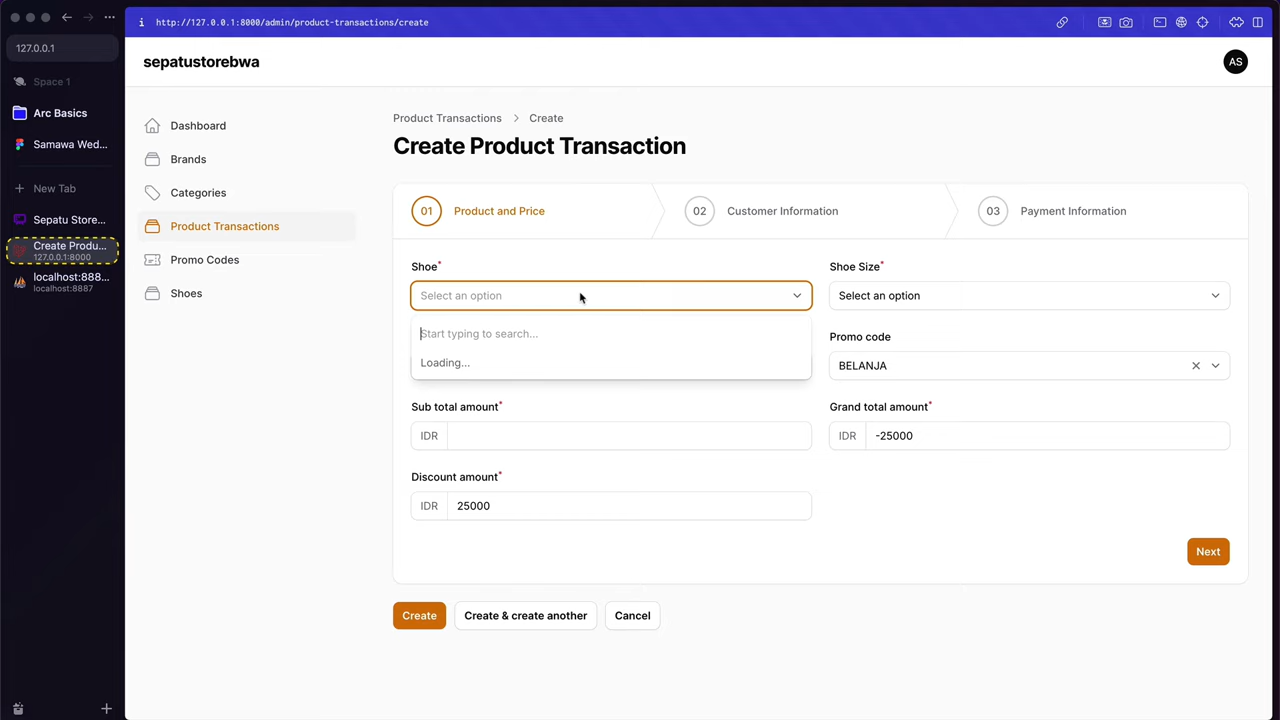 http://127.0.0.1:8000/admin/product-transactions/create
127.0.0.1
Space 1
Arc Basics
Samawa Wed...
New Tab
Sepatu Store...
Create Produ...
127.0.0.1:8000
localhost:888...
localhost:8887
sepatustorebwa
AS
Dashboard
Brands
Categories
Product Transactions
Promo Codes
Shoes
Product Transactions > Create
Create Product Transaction
01 Product and Price
02 Customer Information
03 Payment Information
Shoe*
Select an option
Start typing to search...
Loading...
Shoe Size*
Select an option
Promo code
BELANJA
Sub total amount*
IDR
Grand total amount*
IDR -25000
Discount amount*
IDR 25000
Next
Create
Create & create another
Cancel